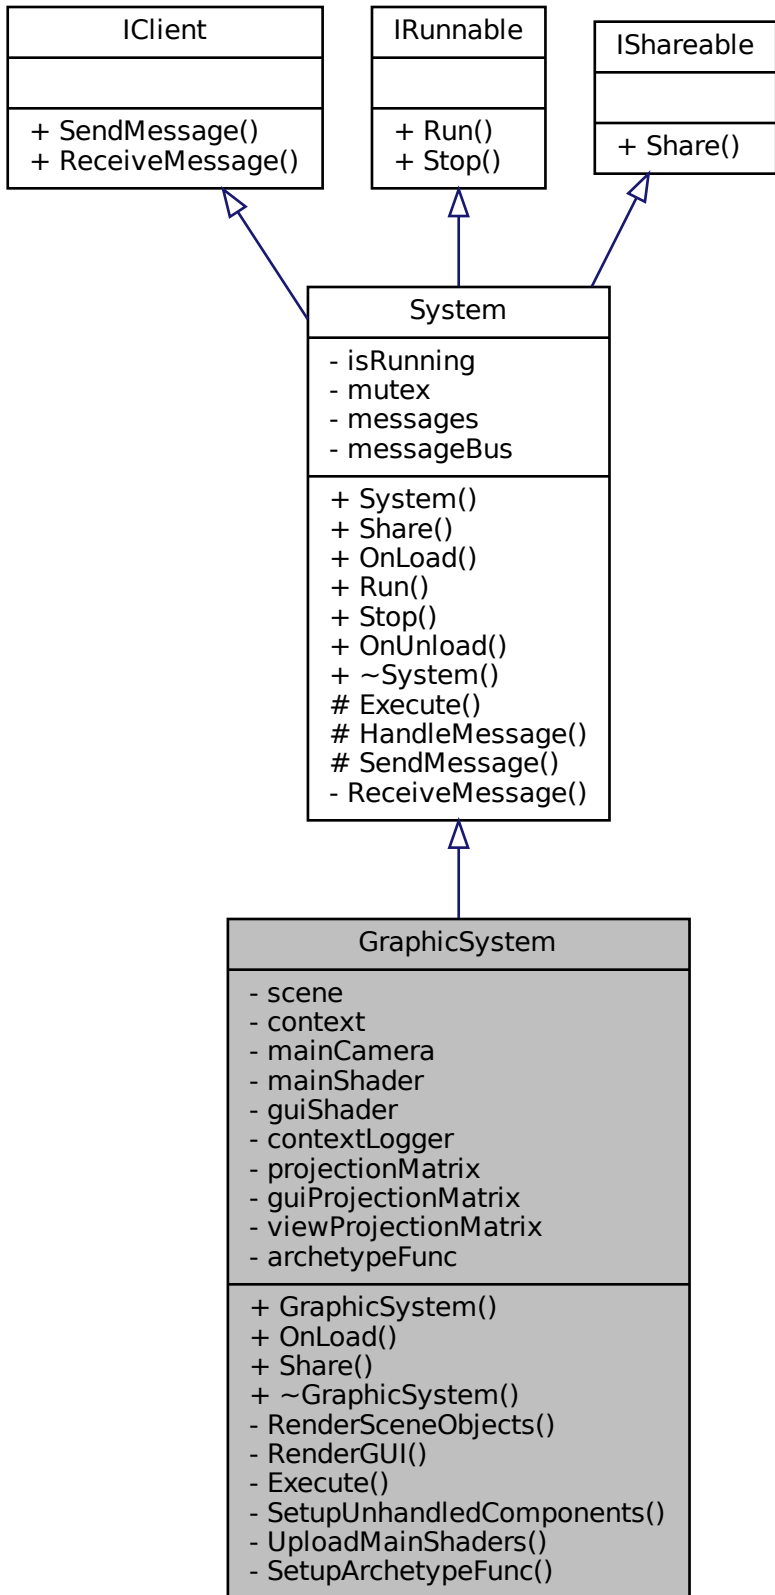 IClient
+ SendMessage()
+ ReceiveMessage()
IRunnable
+ Run()
+ Stop()
IShareable
+ Share()
System
- isRunning
- mutex
- messages
- messageBus
+ System()
+ Share()
+ OnLoad()
+ Run()
+ Stop()
+ OnUnload()
+ ~System()
# Execute()
# HandleMessage()
# SendMessage()
- ReceiveMessage()
GraphicSystem
- scene
- context
- mainCamera
- mainShader
- guiShader
- contextLogger
- projectionMatrix
- guiProjectionMatrix
- viewProjectionMatrix
- archetypeFunc
+ GraphicSystem()
+ OnLoad()
+ Share()
+ ~GraphicSystem()
- RenderSceneObjects()
- RenderGUI()
- Execute()
- SetupUnhandledComponents()
- UploadMainShaders()
- SetupArchetypeFunc()